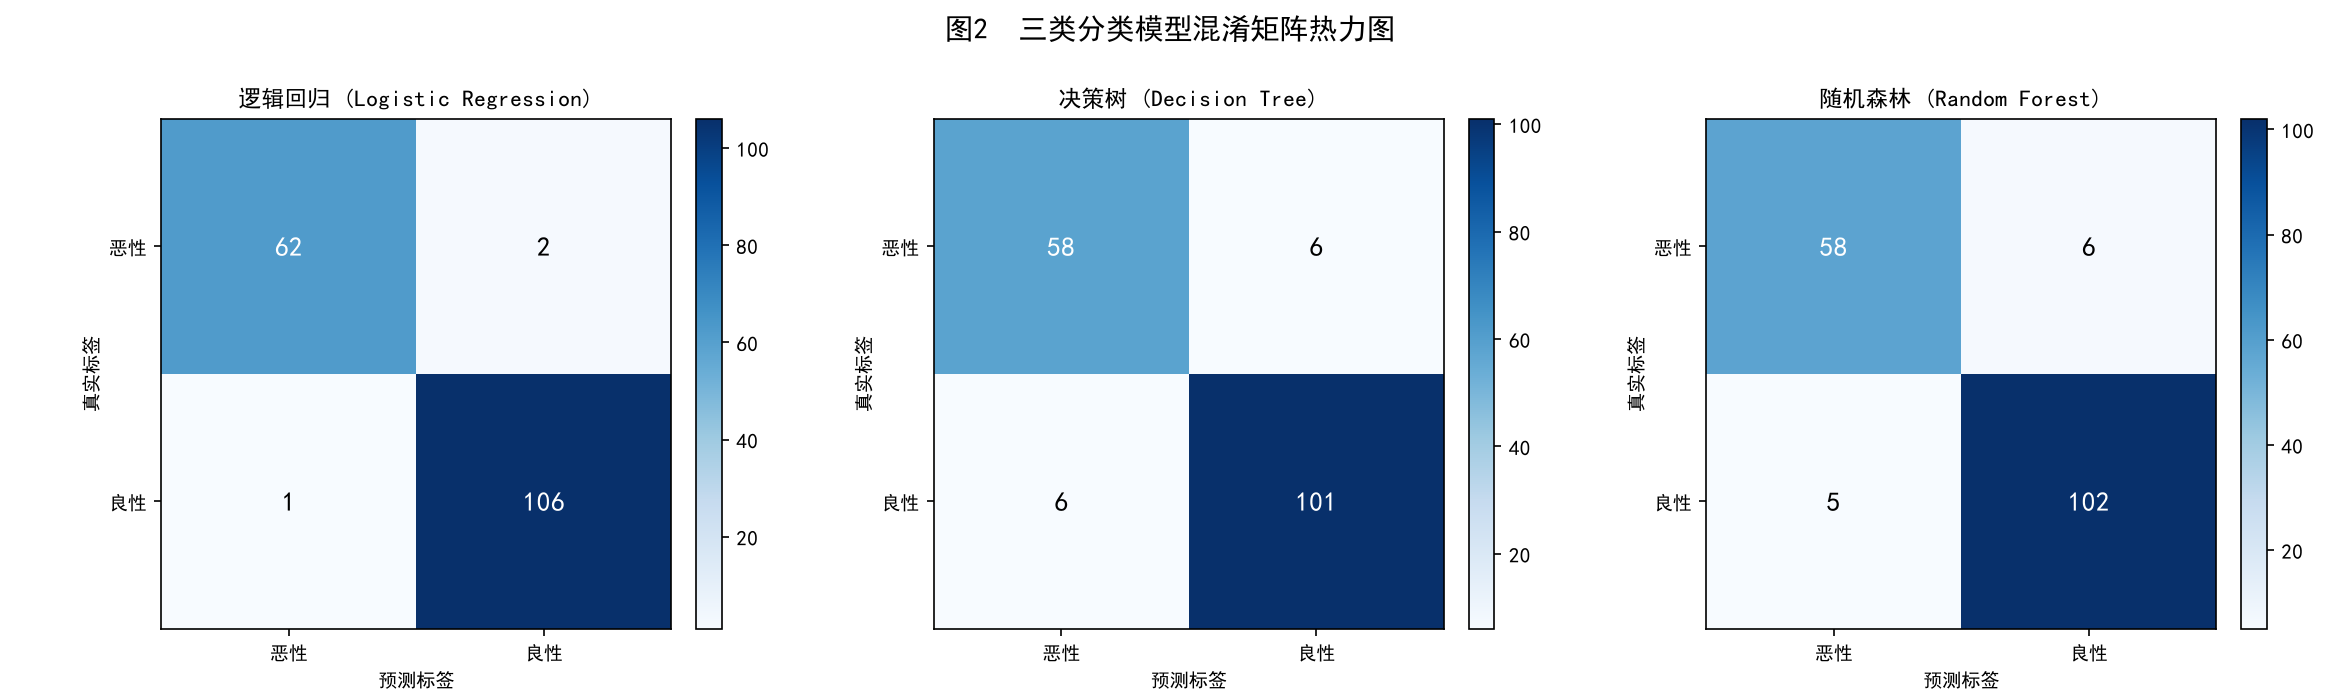 图2 三类分类模型混淆矩阵热力图
逻辑回归 (Logistic Regression)
恶性
良性
真实标签
62
2
1
106
恶性
良性
预测标签
100
80
60
40
20
决策树 (Decision Tree)
恶性
良性
真实标签
58
6
6
101
恶性
良性
预测标签
100
80
60
40
20
随机森林 (Random Forest)
恶性
良性
真实标签
58
6
5
102
恶性
良性
预测标签
100
80
60
40
20